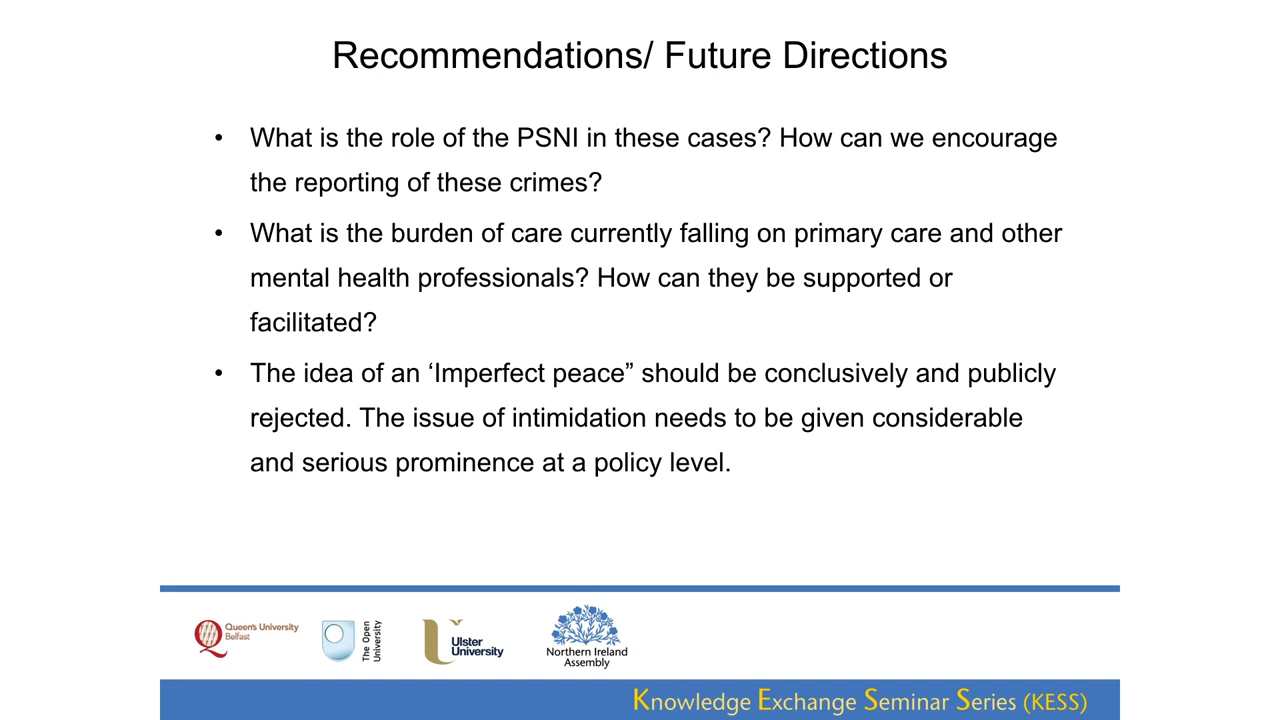 Recommendations/ Future Directions
• What is the role of the PSNI in these cases? How can we encourage
the reporting of these crimes?
• What is the burden of care currently falling on primary care and other
mental health professionals? How can they be supported or
facilitated?
• The idea of an ‘Imperfect peace” should be conclusively and publicly
rejected. The issue of intimidation needs to be given considerable
and serious prominence at a policy level.
Queen's University
Belfast
The Open
University
Ulster
University
Northern Ireland
Assembly
Knowledge Exchange Seminar Series (KESS)